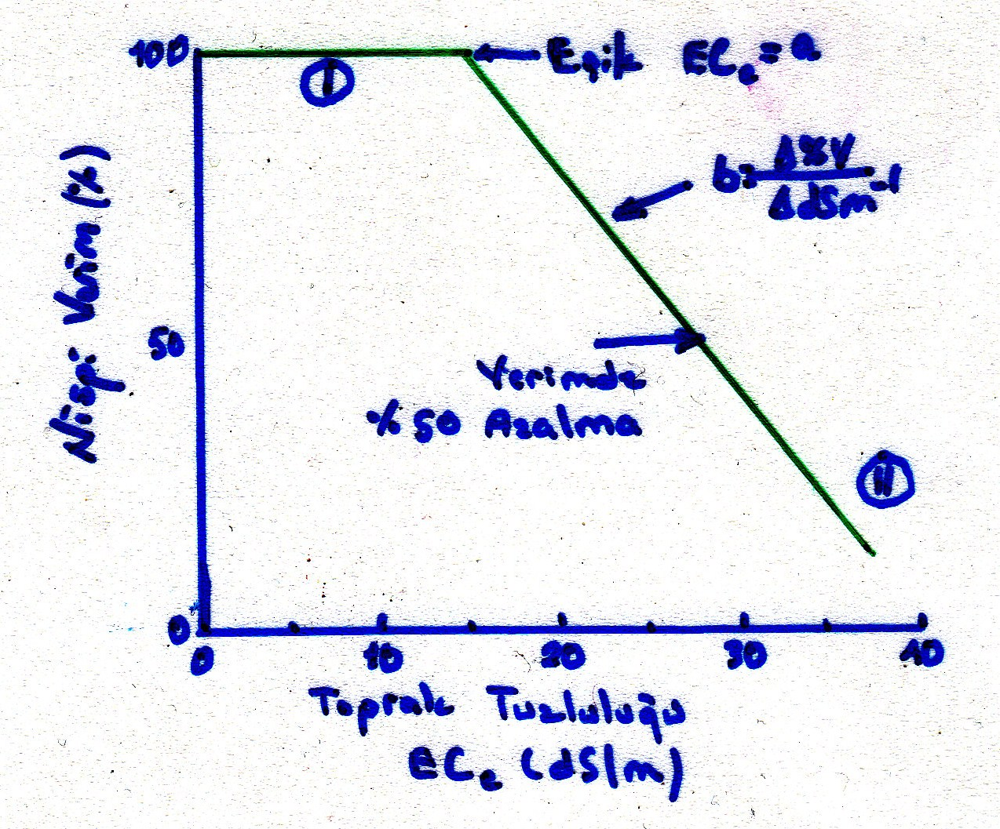 100
Eşik ECe = a
I
b = Δ%V
ΔdSm⁻¹
Nispi Verim (%)
50
Verimde
% 50 Azalma
II
0
0 10 20 30 40
Toprak Tuzluluğu
ECe (dS/m)